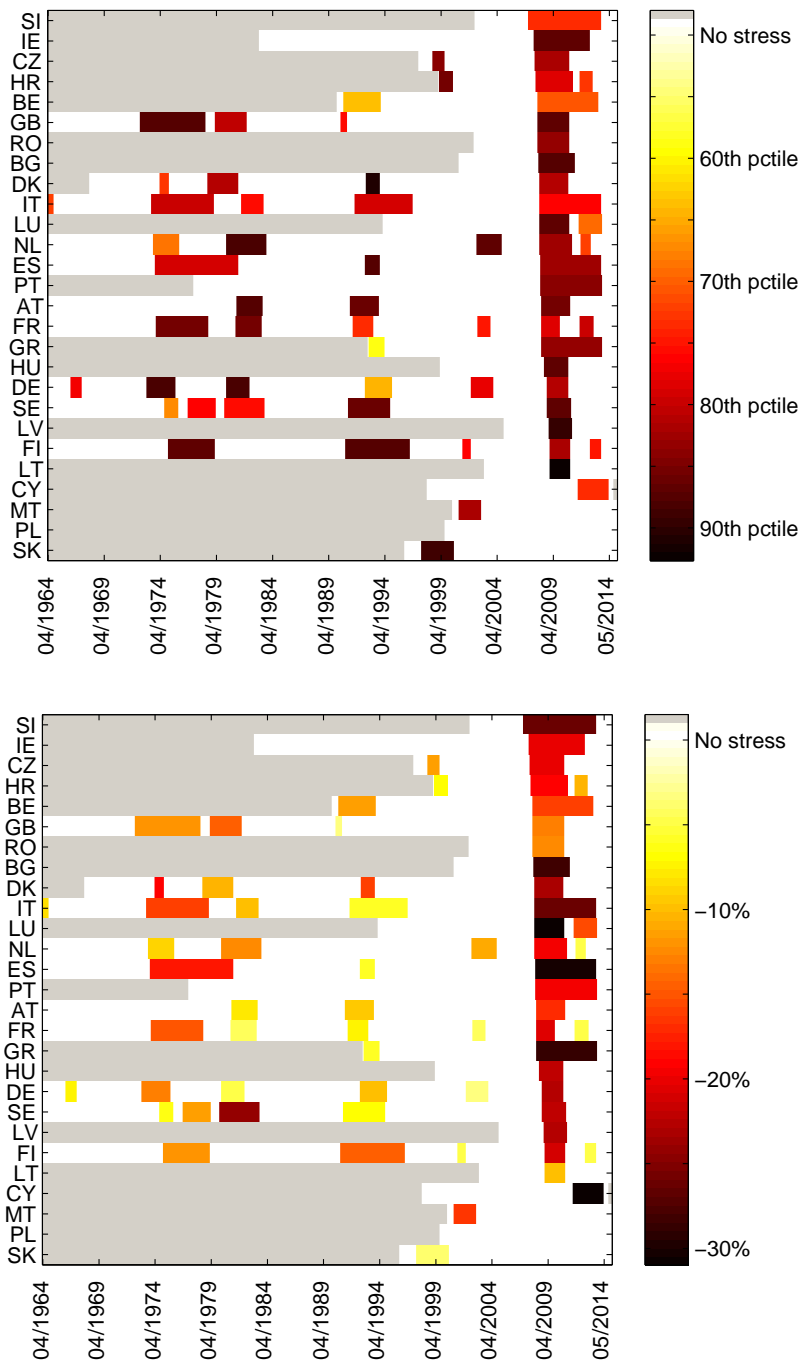 SI
IE
CZ
HR
BE
GB
RO
BG
DK
IT
LU
NL
ES
PT
AT
FR
GR
HU
DE
SE
LV
FI
LT
CY
MT
PL
SK
04/1964
04/1969
04/1974
04/1979
04/1984
04/1989
04/1994
04/1999
04/2004
04/2009
05/2014
No stress
60th pctile
70th pctile
80th pctile
90th pctile
SI
IE
CZ
HR
BE
GB
RO
BG
DK
IT
LU
NL
ES
PT
AT
FR
GR
HU
DE
SE
LV
FI
LT
CY
MT
PL
SK
04/1964
04/1969
04/1974
04/1979
04/1984
04/1989
04/1994
04/1999
04/2004
04/2009
05/2014
No stress
−10%
−20%
−30%